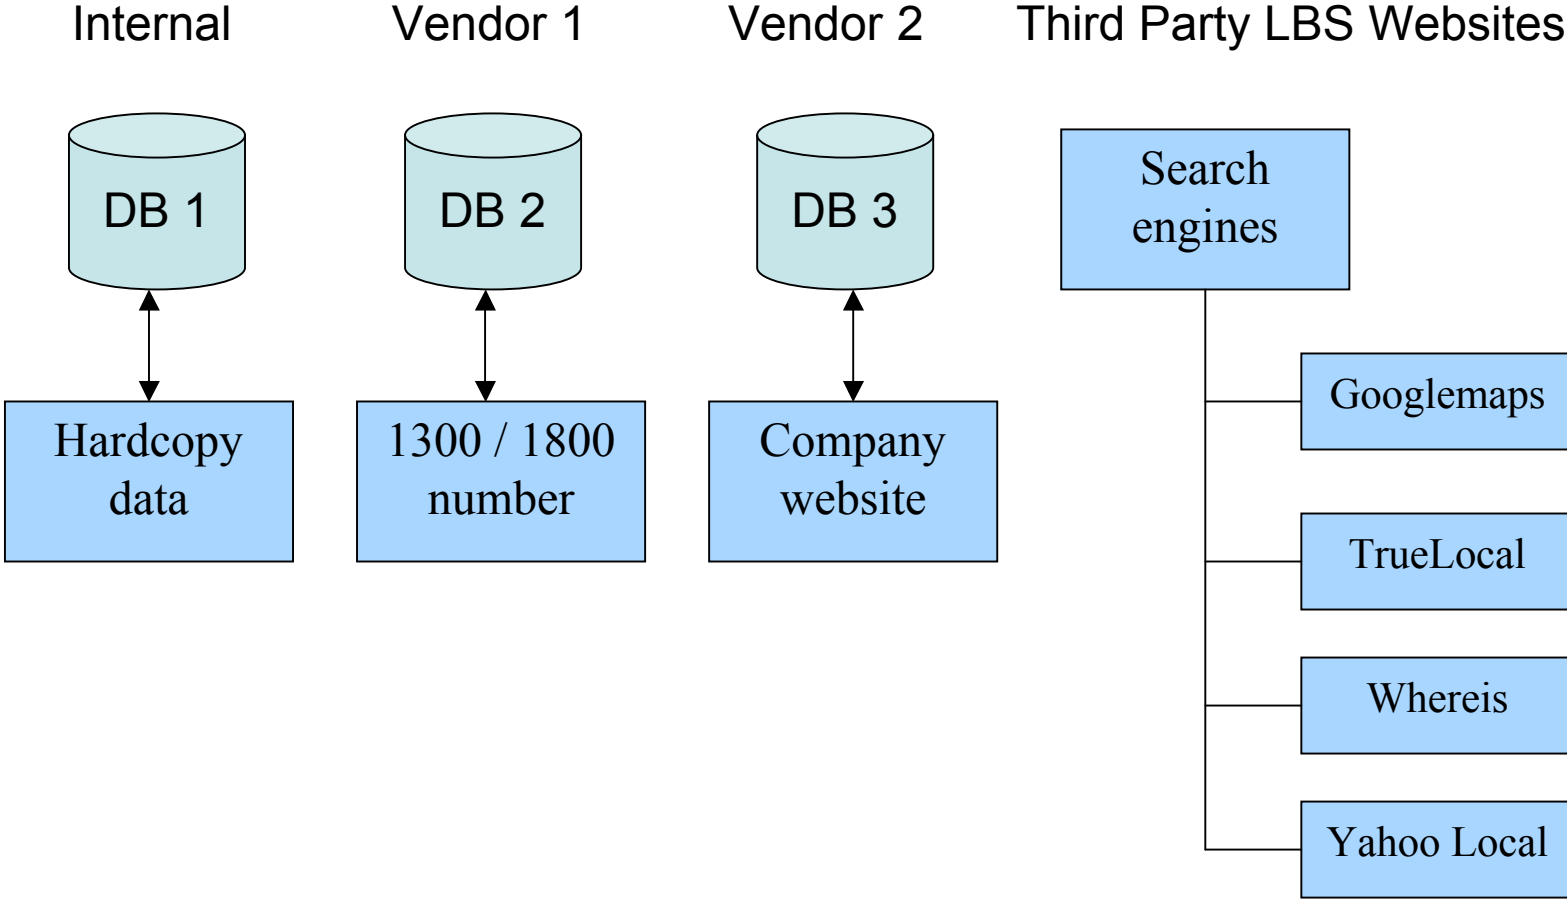 Internal
Vendor 1
Vendor 2
Third Party LBS Websites
DB 1
DB 2
DB 3
Search
engines
Hardcopy
data
1300 / 1800
number
Company
website
Googlemaps
TrueLocal
Whereis
Yahoo Local